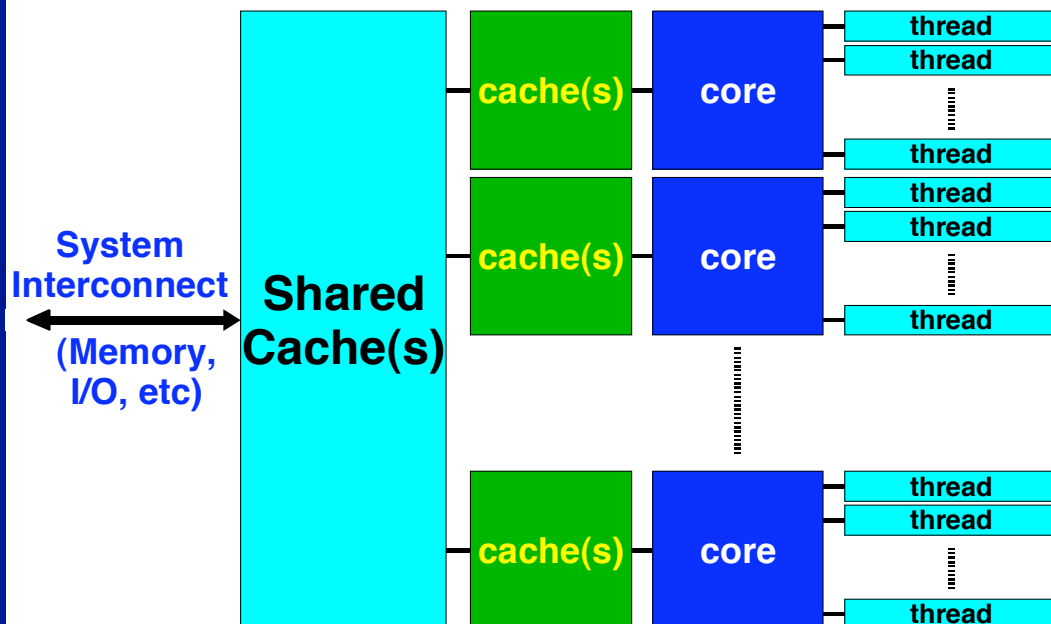 thread
thread
cache(s)
core
thread
thread
thread
cache(s)
core
thread
System
Interconnect
(Memory,
I/O, etc)
Shared
Cache(s)
thread
thread
cache(s)
core
thread